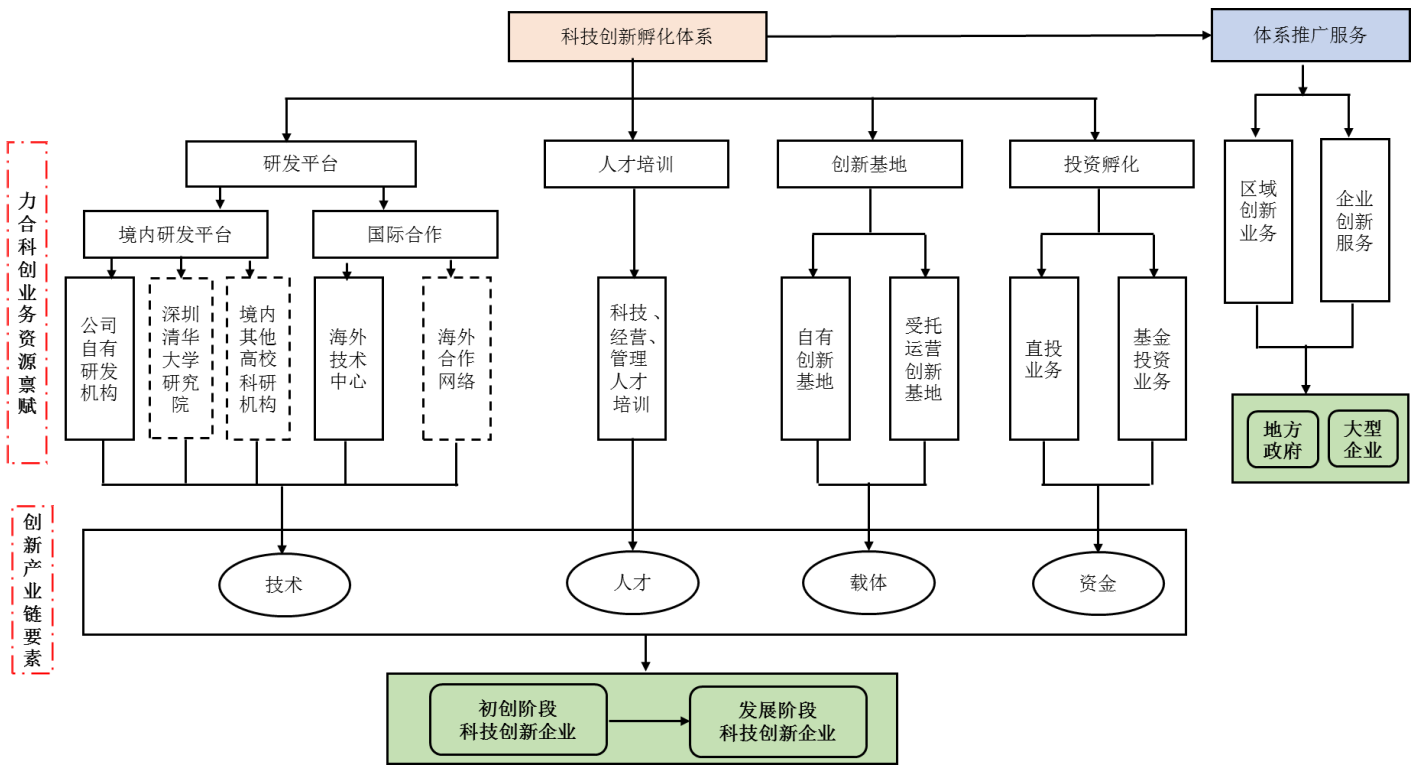 科技创新孵化体系
体系推广服务
力合科创业务资源禀赋
研发平台
人才培训
创新基地
投资孵化
境内研发平台
国际合作
区域
创新
业务
企业
创新
服务
公司
自有
研发
机构
深圳
清华
大学
研究
院
境内
其他
高校
科研
机构
海外
技术
中心
海外
合作
网络
科技、
经营、
管理
人才
培训
自有
创新
基地
受托
运营
创新
基地
直投
业务
基金
投资
业务
地方
政府
大型
企业
创新产业链要素
技术
人才
载体
资金
初创阶段
科技创新企业
发展阶段
科技创新企业